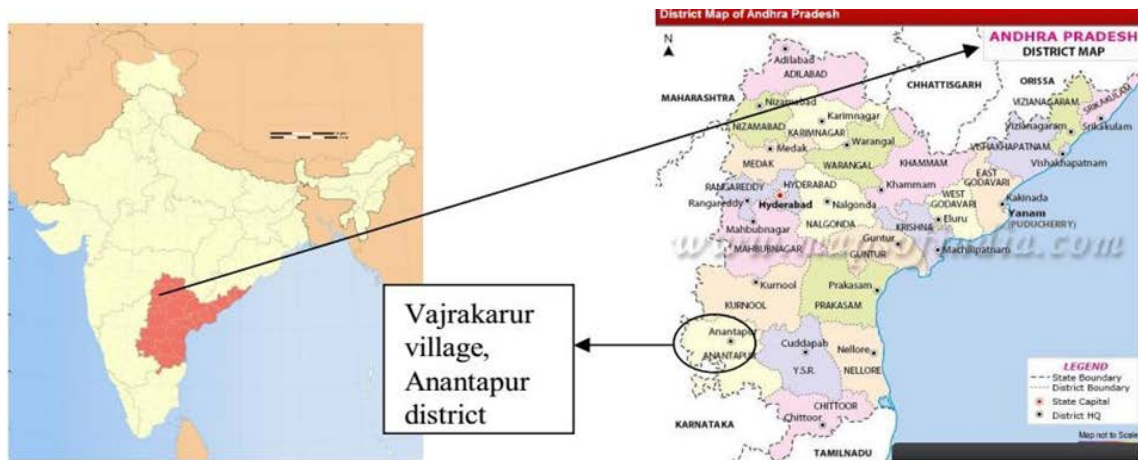 District Map of Andhra Pradesh
N
ANDHRA PRADESH
DISTRICT MAP
Adilabad
ADILABAD
CHHATTISGARH
ORISSA
MAHARASHTRA
VIZIANAGARAM
SRIKAKULAM
Nizamabad
Karimnagar
NIZAMABAD
KARIMNAGAR
Vizianagaram
Srikakulam
Medak
Warangal
VISHAKHAPATNAM
MEDAK
WARANGAL
KHAMMAM
Vishakhapatnam
EAST
GODAVARI
RANGAREDDY
HYDERABAD
Khammam
WEST
GODAVARI
Kakinada
Rangareddy
Hyderabad
Nalgonda
Yanam
(PUDUCHERRY)
Mahbubnagar
NALGONDA
KRISHNA
Eluru
Guntur
www.mapsofindia.com
MAHBUBNAGAR
GUNTUR
Machilipatnam
Kurnool
Prakasam
KURNOOL
PRAKASAM
Vajrakarur
village,
Anantapur
district
Anantapur
ANANTAPUR
Cuddapah
Y.S.R.
Nellore
NELLORE
LEGEND
State Boundary
District Boundary
State Capital
District HQ
KARNATAKA
Chittoor
CHITTOOR
TAMILNADU
Map not to Scale